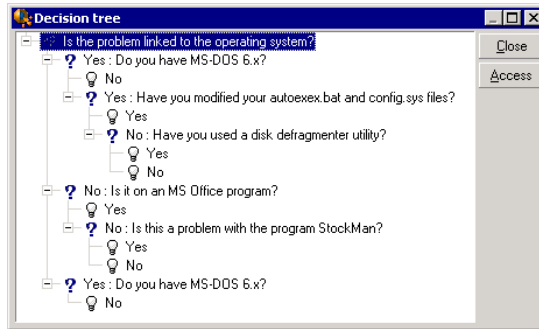 Decision tree
Is the problem linked to the operating system?
Close
Yes : Do you have MS-DOS 6.x?
No
Access
Yes : Have you modified your autoexex.bat and config.sys files?
Yes
No : Have you used a disk defragmenter utility?
Yes
No
No : Is it on an MS Office program?
Yes
No : Is this a problem with the program StockMan?
Yes
No
Yes : Do you have MS-DOS 6.x?
No